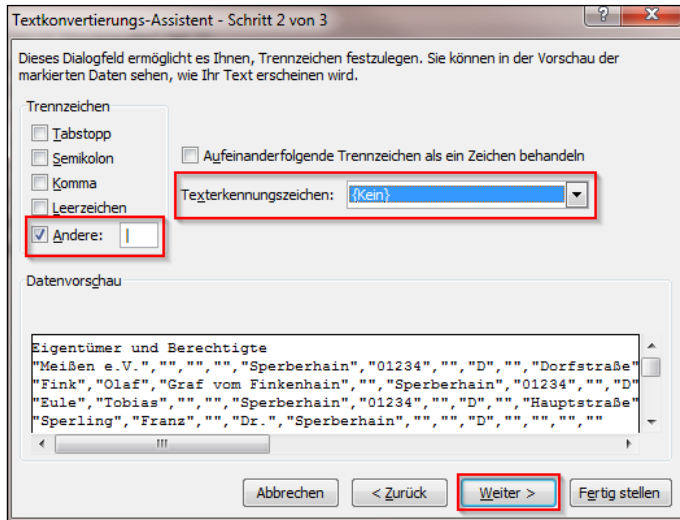 Textkonvertierungs-Assistent - Schritt 2 von 3
Dieses Dialogfeld ermöglicht es Ihnen, Trennzeichen festzulegen. Sie können in der Vorschau der
markierten Daten sehen, wie Ihr Text erscheinen wird.
Trennzeichen
Tabstopp
Semikolon
Komma
Leerzeichen
Andere: |
Aufeinanderfolgende Trennzeichen als ein Zeichen behandeln
Texterkennungszeichen: {Kein}
Datenvorschau
Eigentümer und Berechtigte
"Meißen e.V.","","","","Sperberhain","01234","","D","","Dorfstraße"
"Fink","Olaf","Graf vom Finkenhain","","Sperberhain","01234","","D"
"Eule","Tobias","","","Sperberhain","01234","","D","","Hauptstraße"
"Sperling","Franz","","Dr.","Sperberhain","","","D","","","",""
Abbrechen
< Zurück
Weiter >
Fertig stellen